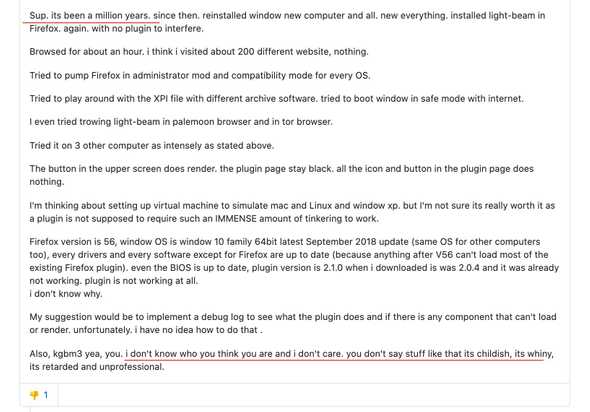 Sup. its been a million years. since then. reinstalled window new computer and all. new everything. installed light-beam in
Firefox. again. with no plugin to interfere.
Browsed for about an hour. i think i visited about 200 different website, nothing.
Tried to pump Firefox in administrator mod and compatibility mode for every OS.
Tried to play around with the XPI file with different archive software. tried to boot window in safe mode with internet.
I even tried trowing light-beam in palemoon browser and in tor browser.
Tried it on 3 other computer as intensely as stated above.
The button in the upper screen does render. the plugin page stay black. all the icon and button in the plugin page does
nothing.
I'm thinking about setting up virtual machine to simulate mac and Linux and window xp. but I'm not sure its really worth it as
a plugin is not supposed to require such an IMMENSE amount of tinkering to work.
Firefox version is 56, window OS is window 10 family 64bit latest September 2018 update (same OS for other computers
too), every drivers and every software except for Firefox are up to date (because anything after V56 can't load most of the
existing Firefox plugin). even the BIOS is up to date, plugin version is 2.1.0 when i downloaded is was 2.0.4 and it was already
not working. plugin is not working at all.
i don't know why.
My suggestion would be to implement a debug log to see what the plugin does and if there is any component that can't load
or render. unfortunately. i have no idea how to do that .
Also, kgbm3 yea, you. i don't know who you think you are and i don't care. you don't say stuff like that its childish, its whiny,
its retarded and unprofessional.
👎 1